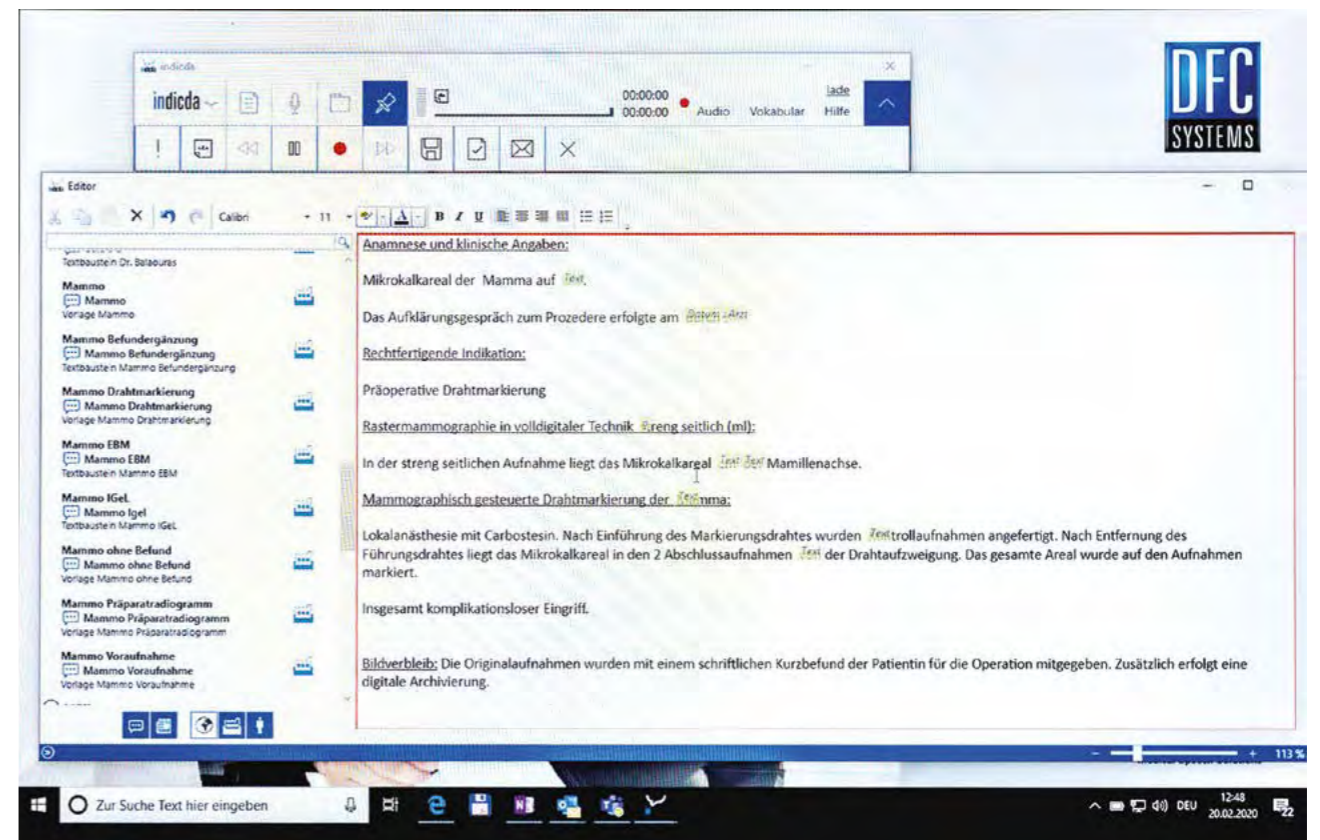 indicda
indicda
00:00:00
00:00:00
Audio
Vokabular
lade
Hilfe
DFC
SYSTEMS
Editor
Calibri
11
B I U
Textbaustein Dr. Balaouras
Mammo
Mammo
Vorlage Mammo
Mammo Befundergänzung
Mammo Befundergänzung
Textbaustein Mammo Befundergänzung
Mammo Drahtmarkierung
Mammo Drahtmarkierung
Vorlage Mammo Drahtmarkierung
Mammo EBM
Mammo EBM
Textbaustein Mammo EBM
Mammo IGeL
Mammo Igel
Textbaustein Mammo IGeL
Mammo ohne Befund
Mammo ohne Befund
Vorlage Mammo ohne Befund
Mammo Präparatradiogramm
Mammo Präparatradiogramm
Vorlage Mammo Präparatradiogramm
Mammo Voraufnahme
Mammo Voraufnahme
Vorlage Mammo Voraufnahme
Anamnese und klinische Angaben:
Mikrokalkareal der Mamma auf Text.
Das Aufklärungsgespräch zum Prozedere erfolgte am
Rechtfertigende Indikation:
Präoperative Drahtmarkierung
Rastermammographie in volldigitaler Technik reng seitlich (ml):
In der streng seitlichen Aufnahme liegt das Mikrokalkareal Text Text Mamillenachse.
Mammographisch gesteuerte Drahtmarkierung der Textmma:
Lokalanästhesie mit Carbostesin. Nach Einführung des Markierungsdrahtes wurden Texttrollaufnahmen angefertigt. Nach Entfernung des
Führungsdrahtes liegt das Mikrokalkareal in den 2 Abschlussaufnahmen Text der Drahtaufzweigung. Das gesamte Areal wurde auf den Aufnahmen
markiert.
Insgesamt komplikationsloser Eingriff.
Bildverbleib: Die Originalaufnahmen wurden mit einem schriftlichen Kurzbefund der Patientin für die Operation mitgegeben. Zusätzlich erfolgt eine
digitale Archivierung.
113 %
Zur Suche Text hier eingeben
DEU
12:48
20.02.2020
22